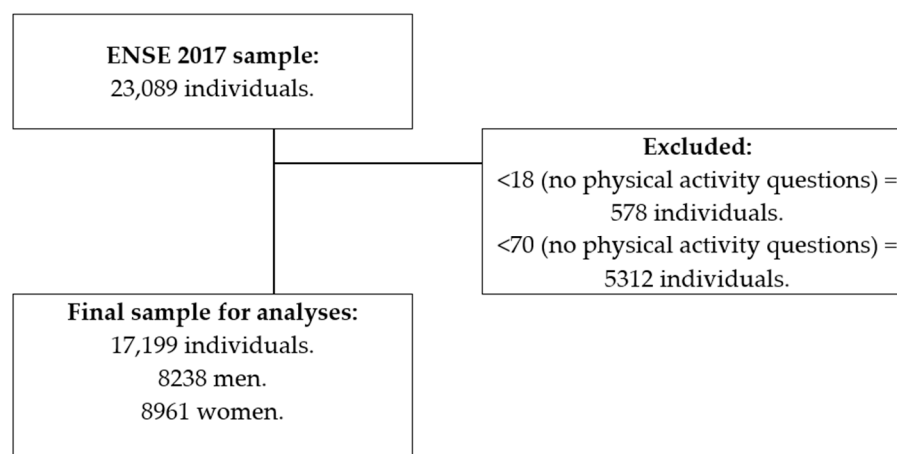 ENSE 2017 sample:
23,089 individuals.
Excluded:
<18 (no physical activity questions) =
578 individuals.
<70 (no physical activity questions) =
5312 individuals.
Final sample for analyses:
17,199 individuals.
8238 men.
8961 women.